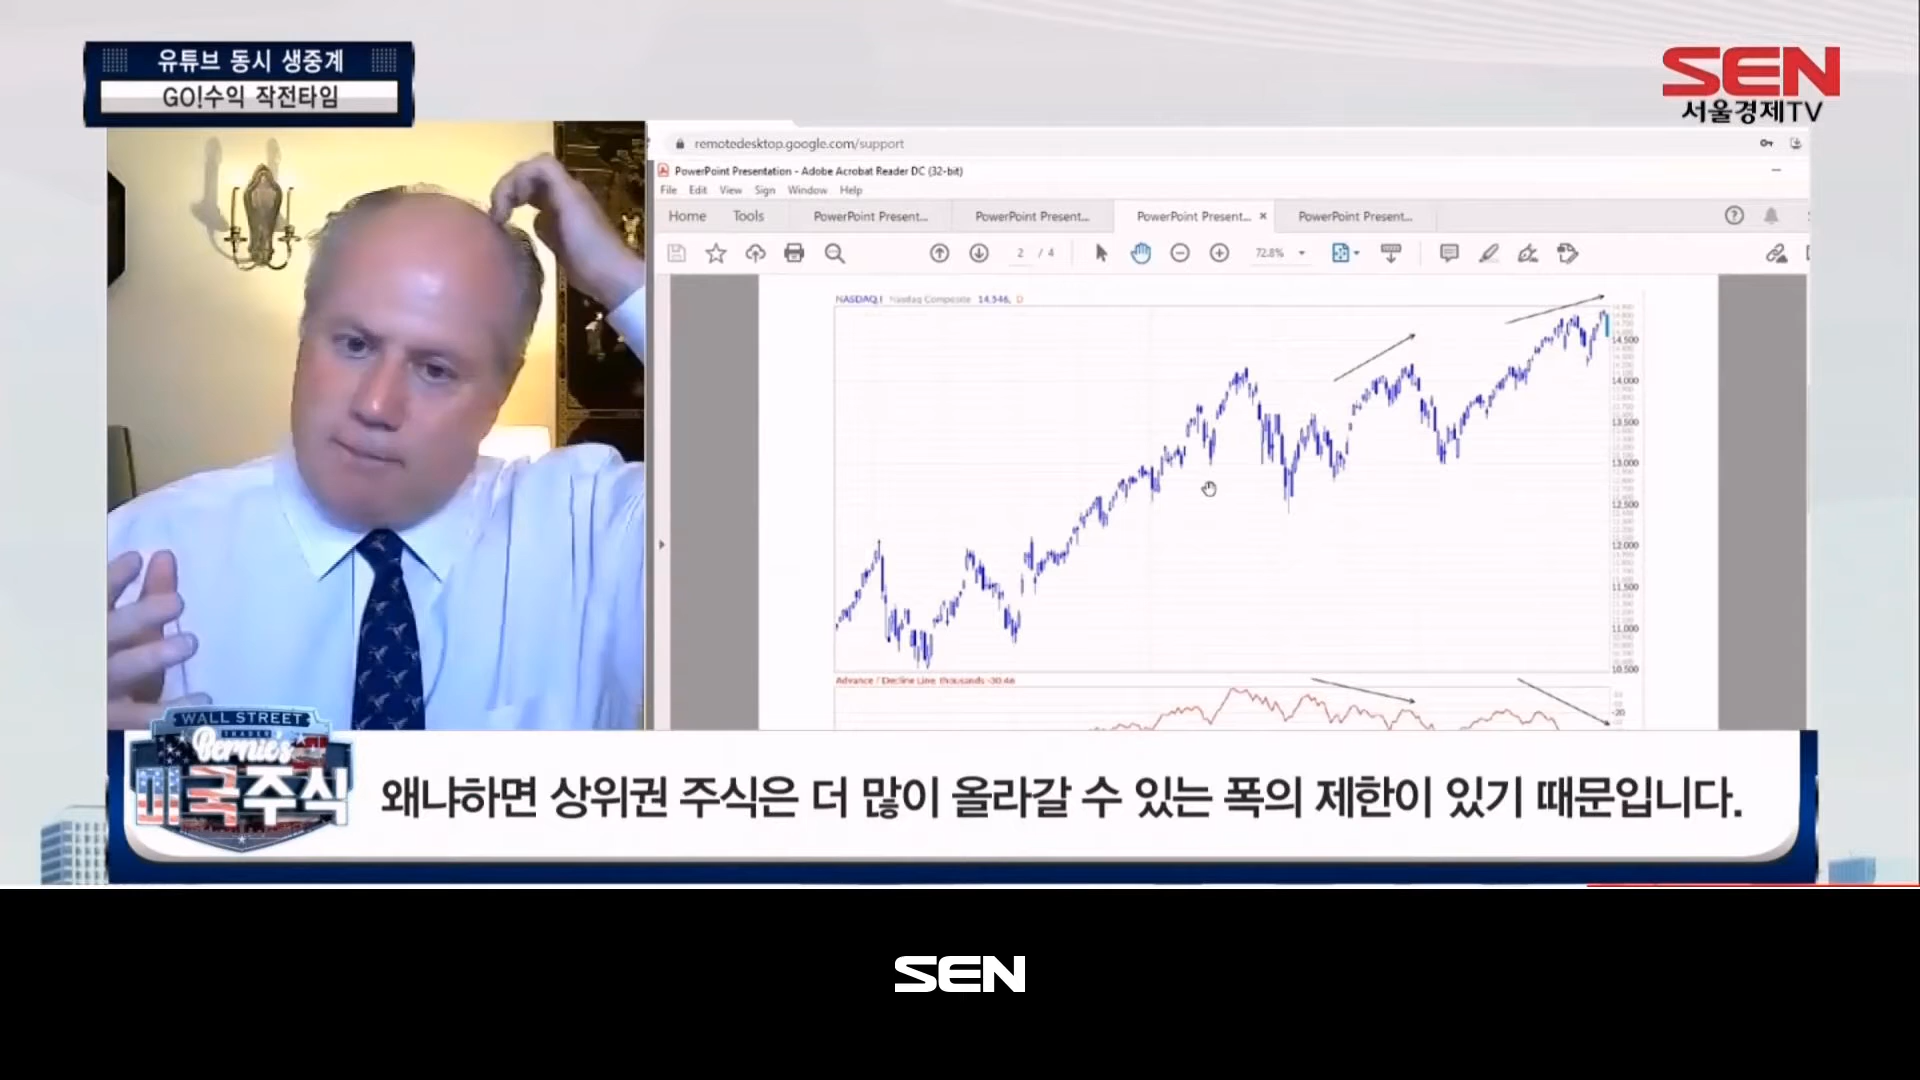 유튜브 동시 생중계
GO!수익 작전타임
SEN
서울경제TV
remotedesktop.google.com/support
PowerPoint Presentation - Adobe Acrobat Reader DC (32-bit)
File Edit View Sign Window Help
Home Tools PowerPoint Present... PowerPoint Present... PowerPoint Present... × PowerPoint Present...
2 / 4 72.8%
NASDAQ,I Nasdaq Composite 14,546, D
14,500
14,000
13,500
13,000
12,500
12,000
11,500
11,000
10,500
Advance / Decline Line, thousands -30.46
-20
WALL STREET
TRADER
Bernie's
미국주식
왜냐하면 상위권 주식은 더 많이 올라갈 수 있는 폭의 제한이 있기 때문입니다.
SEN